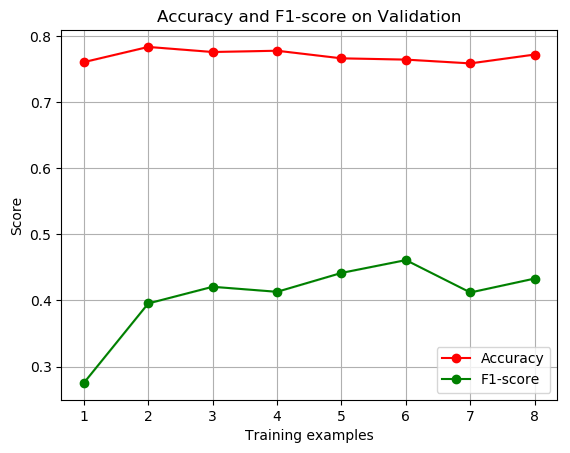 Accuracy and F1-score on Validation
0.8
0.7
0.6
0.5
0.4
0.3
Score
1 2 3 4 5 6 7 8
Training examples
Accuracy
F1-score